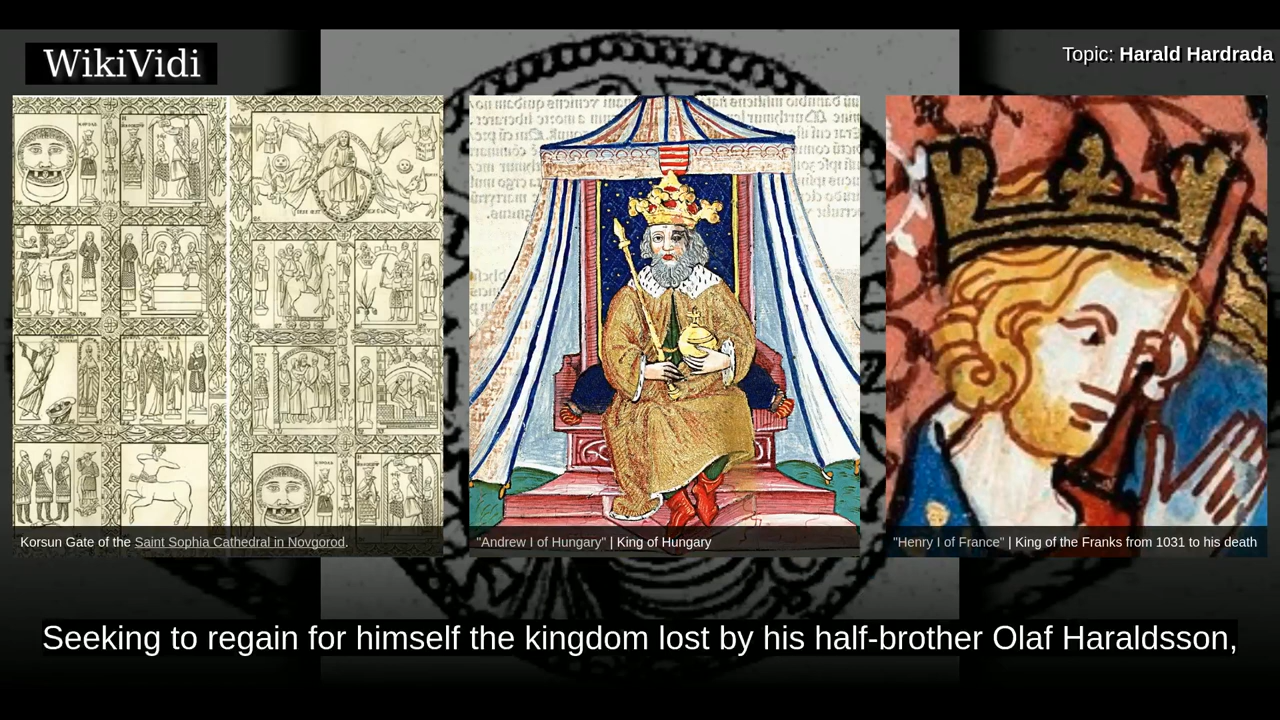 WikiVidi
Topic: Harald Hardrada
Korsun Gate of the Saint Sophia Cathedral in Novgorod.
"Andrew I of Hungary" | King of Hungary
"Henry I of France" | King of the Franks from 1031 to his death
Seeking to regain for himself the kingdom lost by his half-brother Olaf Haraldsson,